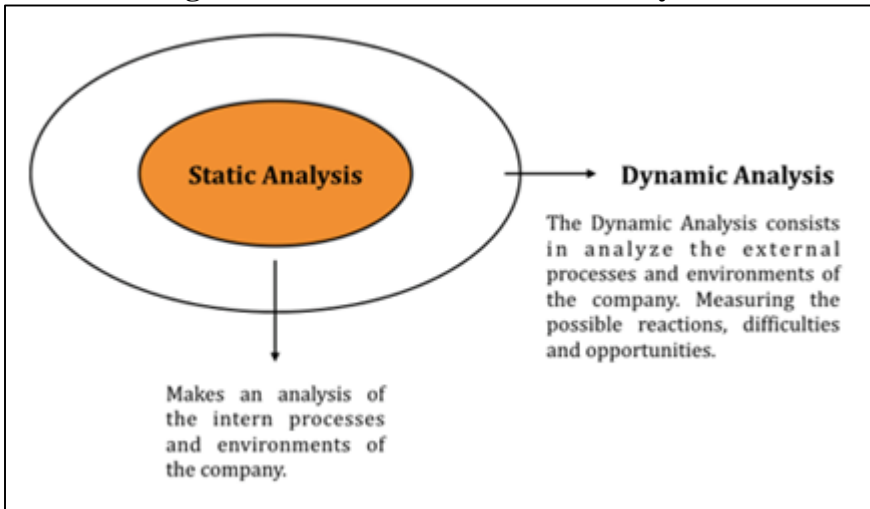 Static Analysis
Dynamic Analysis
The Dynamic Analysis consists
in analyze the external
processes and environments of
the company. Measuring the
possible reactions, difficulties
and opportunities.
Makes an analysis of
the intern processes
and environments of
the company.